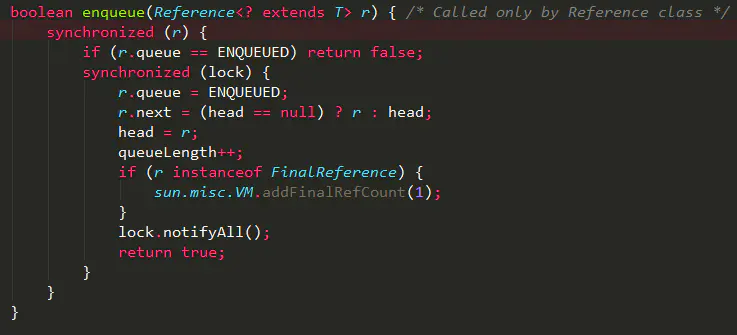 boolean enqueue(Reference<? extends T> r) { /* Called only by Reference class */
    synchronized (r) {
        if (r.queue == ENQUEUED) return false;
        synchronized (lock) {
            r.queue = ENQUEUED;
            r.next = (head == null) ? r : head;
            head = r;
            queueLength++;
            if (r instanceof FinalReference) {
                sun.misc.VM.addFinalRefCount(1);
            }
            lock.notifyAll();
            return true;
        }
    }
}